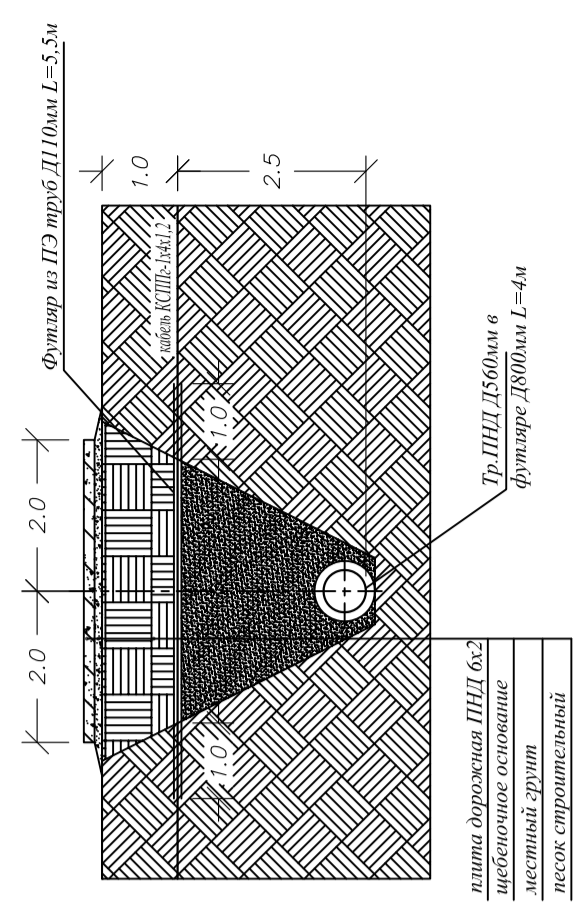 Футляр из ПЭ труб Д110мм L=5,5м
1.0
2.5
кабель КСППг-1х4х1,2
2.0
2.0
1.0
1.0
Тр.ПНД Д560мм в
футляре Д800мм L=4м
плита дорожная ПНД 6х2
щебеночное основание
местный грунт
песок строительный